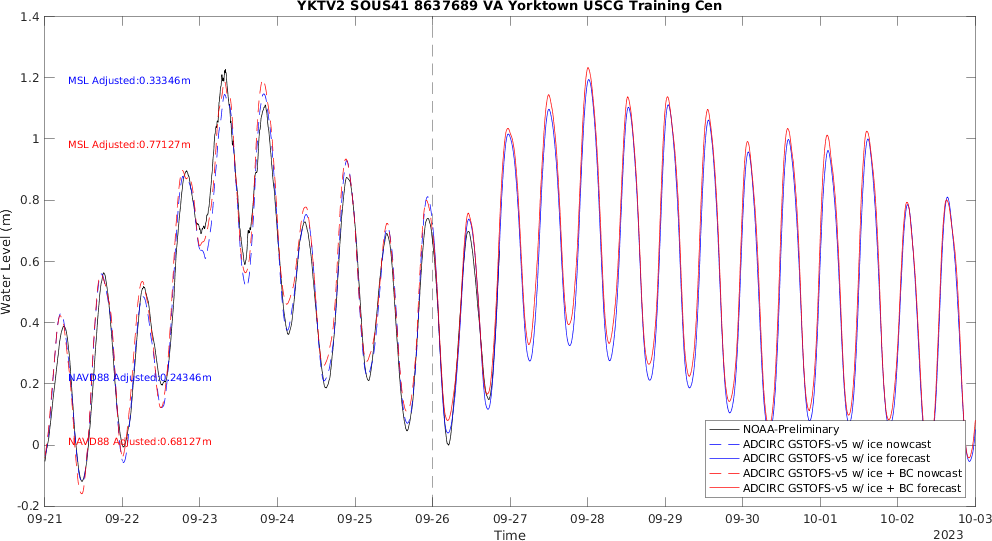 YKTV2 SOUS41 8637689 VA Yorktown USCG Training Cen
Water Level (m)
1.4
1.2
1
0.8
0.6
0.4
0.2
0
-0.2
MSL Adjusted:0.33346m
MSL Adjusted:0.77127m
NAVD88 Adjusted:0.24346m
NAVD88 Adjusted:0.68127m
NOAA-Preliminary
ADCIRC GSTOFS-v5 w/ ice nowcast
ADCIRC GSTOFS-v5 w/ ice forecast
ADCIRC GSTOFS-v5 w/ ice + BC nowcast
ADCIRC GSTOFS-v5 w/ ice + BC forecast
09-21 09-22 09-23 09-24 09-25 09-26 09-27 09-28 09-29 09-30 10-01 10-02 10-03
Time
2023